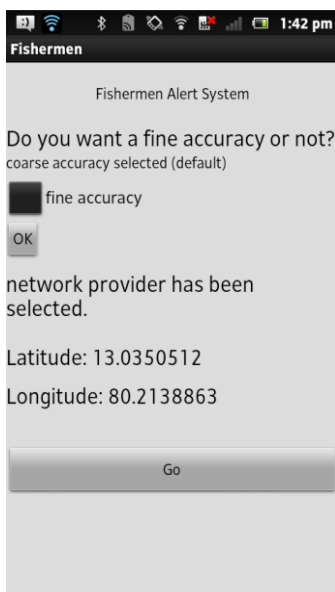 1:42 pm
Fishermen
Fishermen Alert System
Do you want a fine accuracy or not?
coarse accuracy selected (default)
fine accuracy
OK
network provider has been
selected.
Latitude: 13.0350512
Longitude: 80.2138863
Go